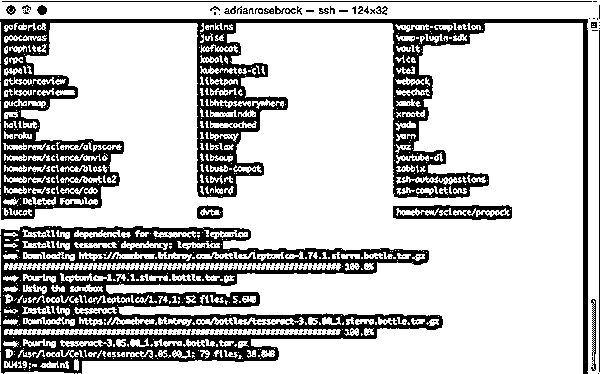 adrianrosebrock — ssh — 124×32
gofabric8 jenkins vagrant-completion
goocanvas juise vamp-plugin-sdk
graphite2 kafkacat vault
grpc kobalt vice
gspell kubernetes-cli vte3
gtksourceview libetpan webpack
gtksourceviewmm libfabric weechat
gucharmap libhttpseverywhere xmake
gws libmaxminddb xrootd
halibut libmemcached yadm
heroku libproxy yarn
homebrew/science/alpscore libslax yaz
homebrew/science/anvio libsoup youtube-dl
homebrew/science/blast libusb-compat zabbix
homebrew/science/bowtie2 libvirt zsh-autosuggestions
homebrew/science/cdo linkerd zsh-completions
==> Deleted Formulae
blucat dvtm homebrew/science/propack
==> Installing dependencies for tesseract: leptonica
==> Installing tesseract dependency: leptonica
==> Downloading https://homebrew.bintray.com/bottles/leptonica-1.74.1.sierra.bottle.tar.gz
######################################################################## 100.0%
==> Pouring leptonica-1.74.1.sierra.bottle.tar.gz
==> Using the sandbox
🍺 /usr/local/Cellar/leptonica/1.74.1: 52 files, 5.6MB
==> Installing tesseract
==> Downloading https://homebrew.bintray.com/bottles/tesseract-3.05.00_1.sierra.bottle.tar.gz
######################################################################## 100.0%
==> Pouring tesseract-3.05.00_1.sierra.bottle.tar.gz
🍺 /usr/local/Cellar/tesseract/3.05.00_1: 79 files, 38.8MB
DU419:~ admin$